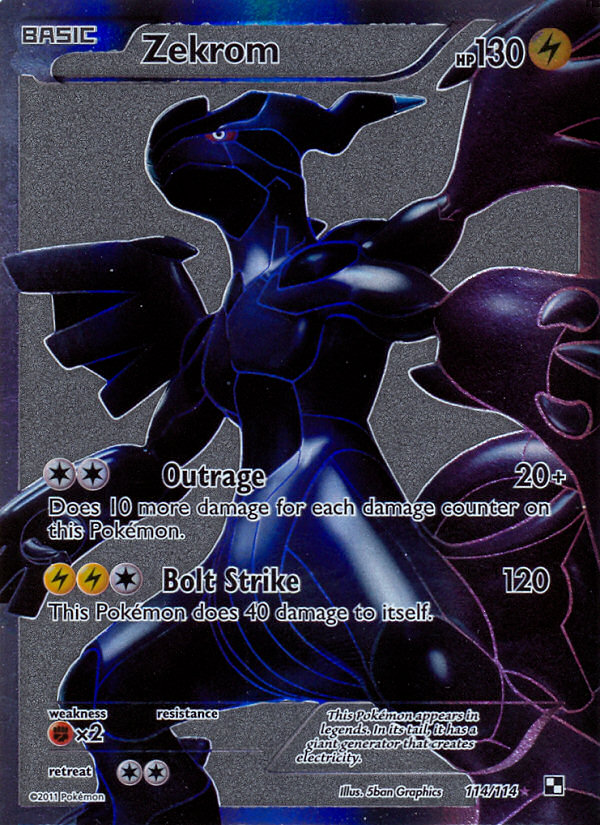 BASIC
Zekrom
HP130
Outrage 20+
Does 10 more damage for each damage counter on
this Pokémon.
Bolt Strike 120
This Pokémon does 40 damage to itself.
weakness resistance
×2
This Pokémon appears in
legends. In its tail, it has a
giant generator that creates
electricity.
retreat
©2011 Pokémon
Illus. 5ban Graphics 114/114 ★